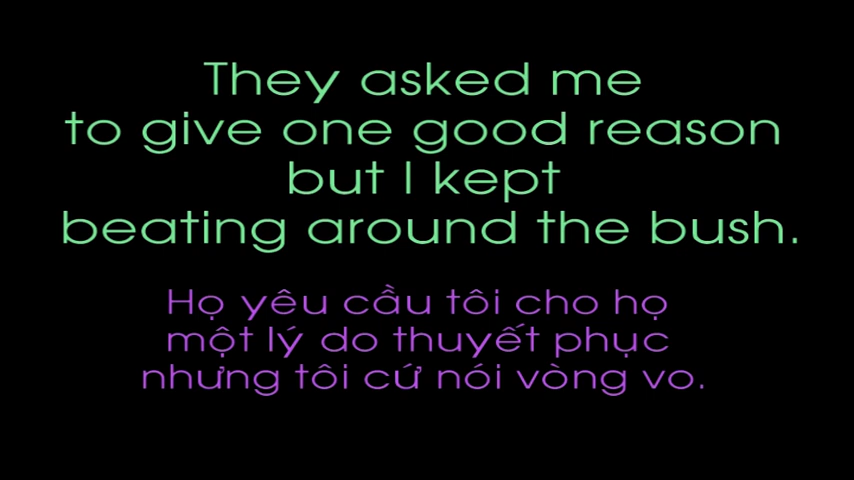 They asked me
to give one good reason
but I kept
beating around the bush.
Họ yêu cầu tôi cho họ
một lý do thuyết phục
nhưng tôi cứ nói vòng vo.